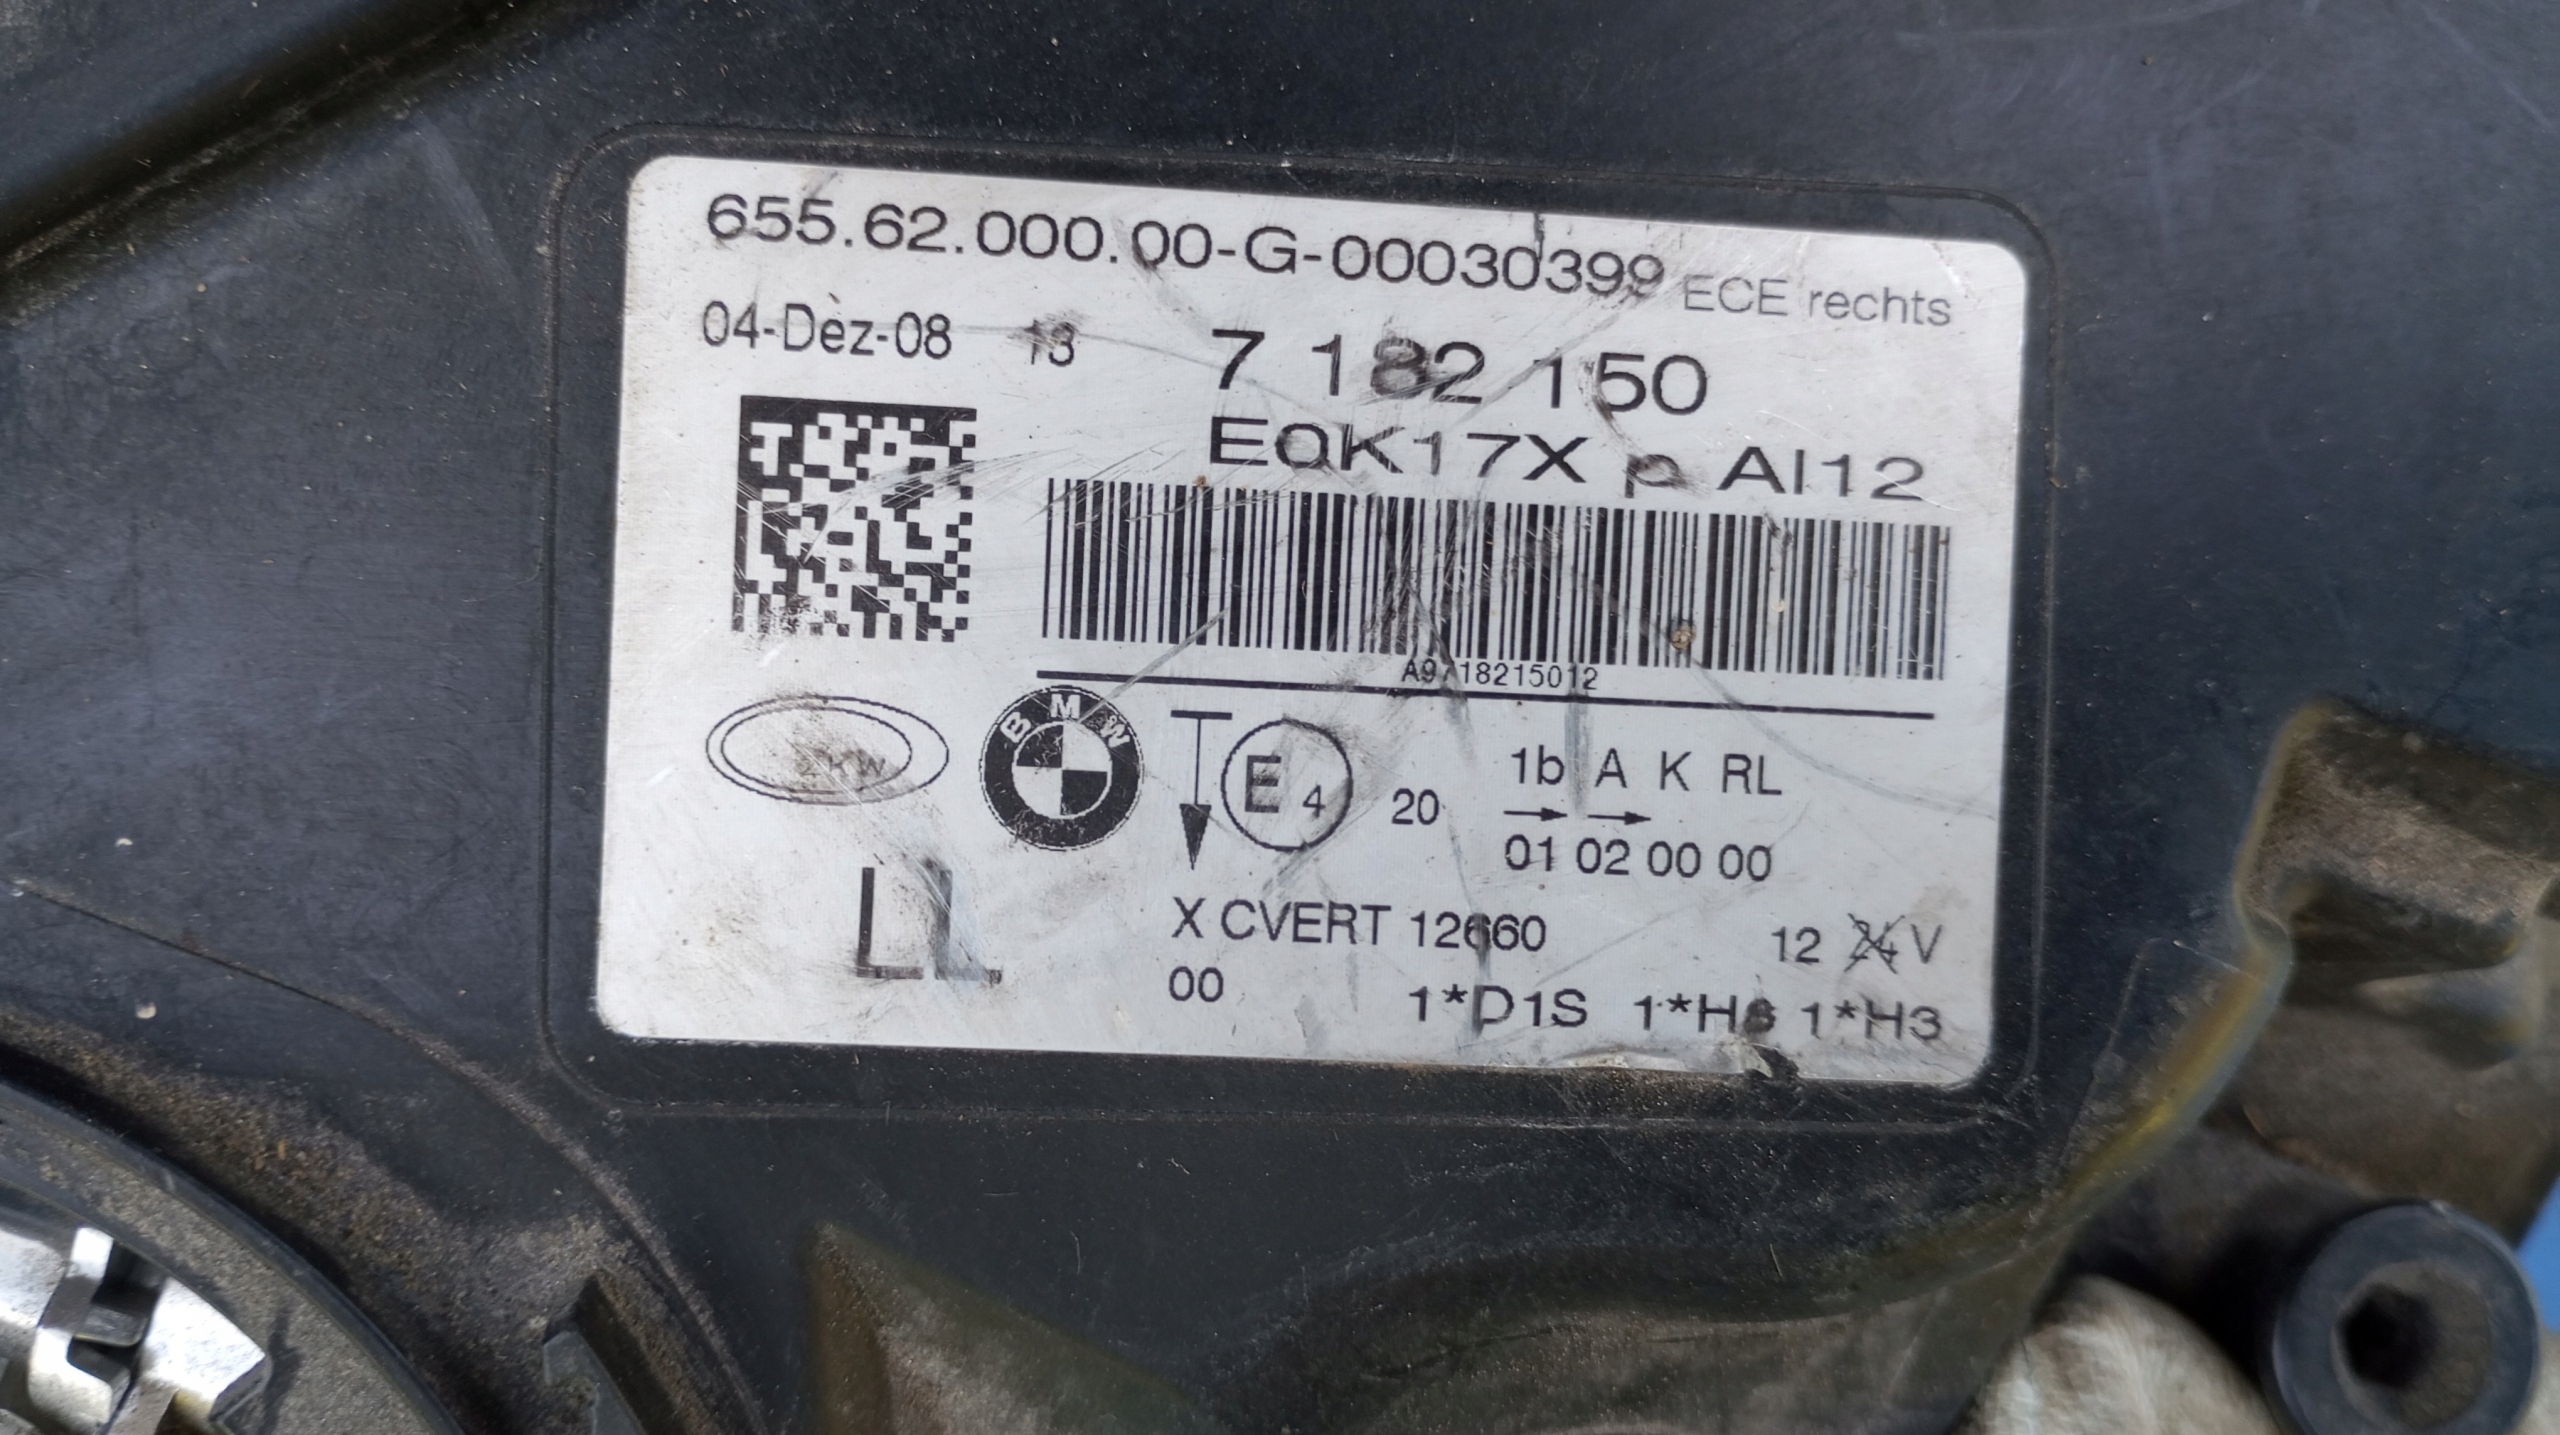 655.62.000.00-G-00030399 ECE rechts
04-Dez-08 13 7 182 150
EQK17X p AI12
A9718215012
ZKW
BMW
E 4 20 1b A K RL
01 02 00 00
LL
X CVERT 12660 12 24 V
00 1*D1S 1*H8 1*H3